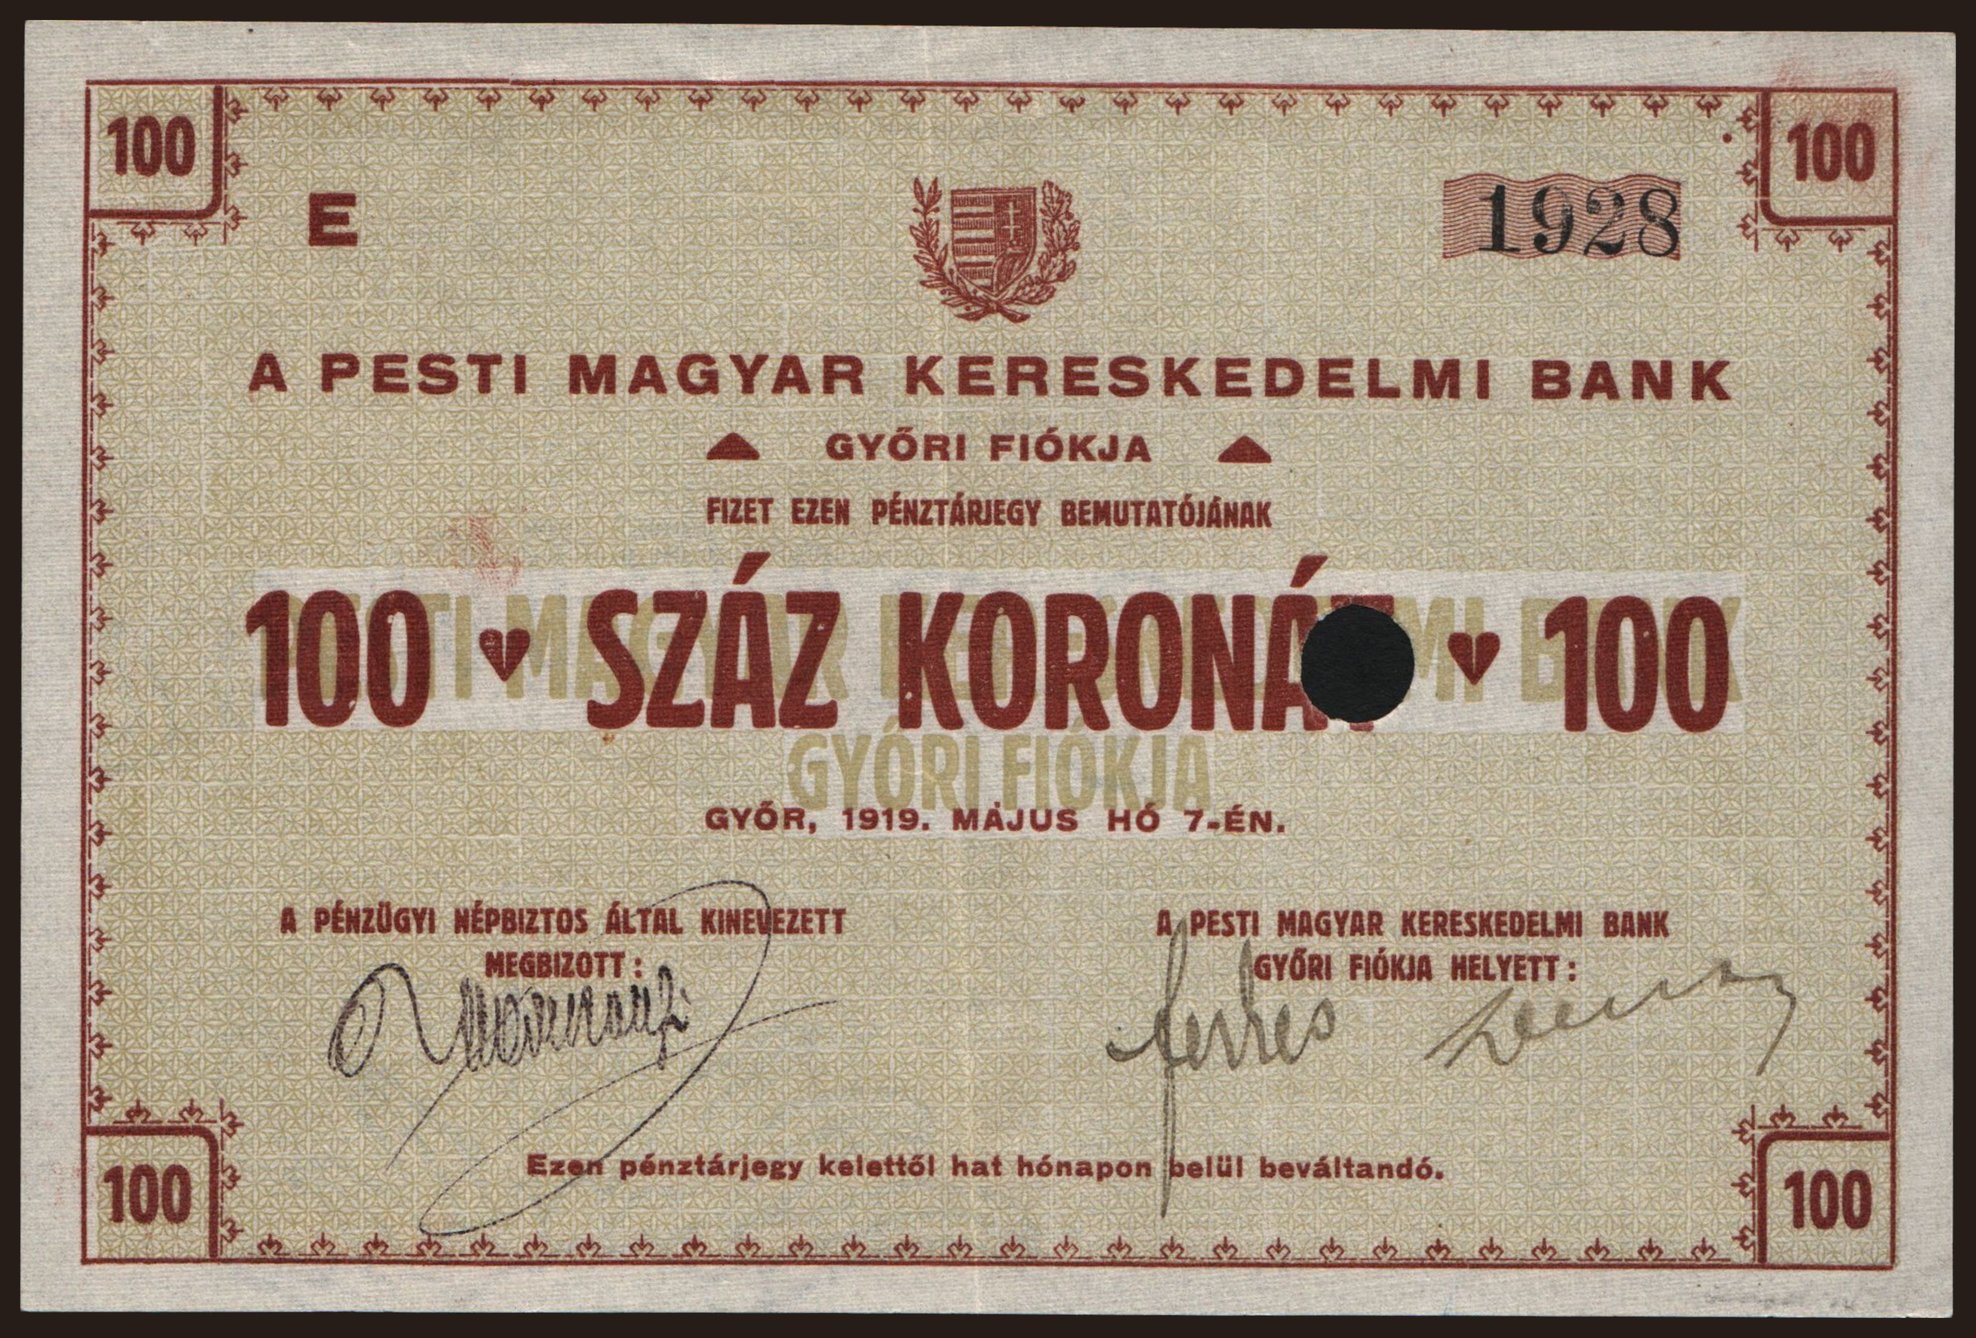 100
100
E
1928
A PESTI MAGYAR KERESKEDELMI BANK
GYŐRI FIÓKJA
FIZET EZEN PÉNZTÁRJEGY BEMUTATÓJÁNAK
100 SZÁZ KORONÁT 100
GYŐRI FIÓKJA
GYŐR, 1919. MÁJUS HÓ 7-ÉN.
A PÉNZÜGYI NÉPBIZTOS ÁLTAL KINEVEZETT
MEGBIZOTT:
A PESTI MAGYAR KERESKEDELMI BANK
GYŐRI FIÓKJA HELYETT:
Ezen pénztárjegy kelettől hat hónapon belül beváltandó.
100
100